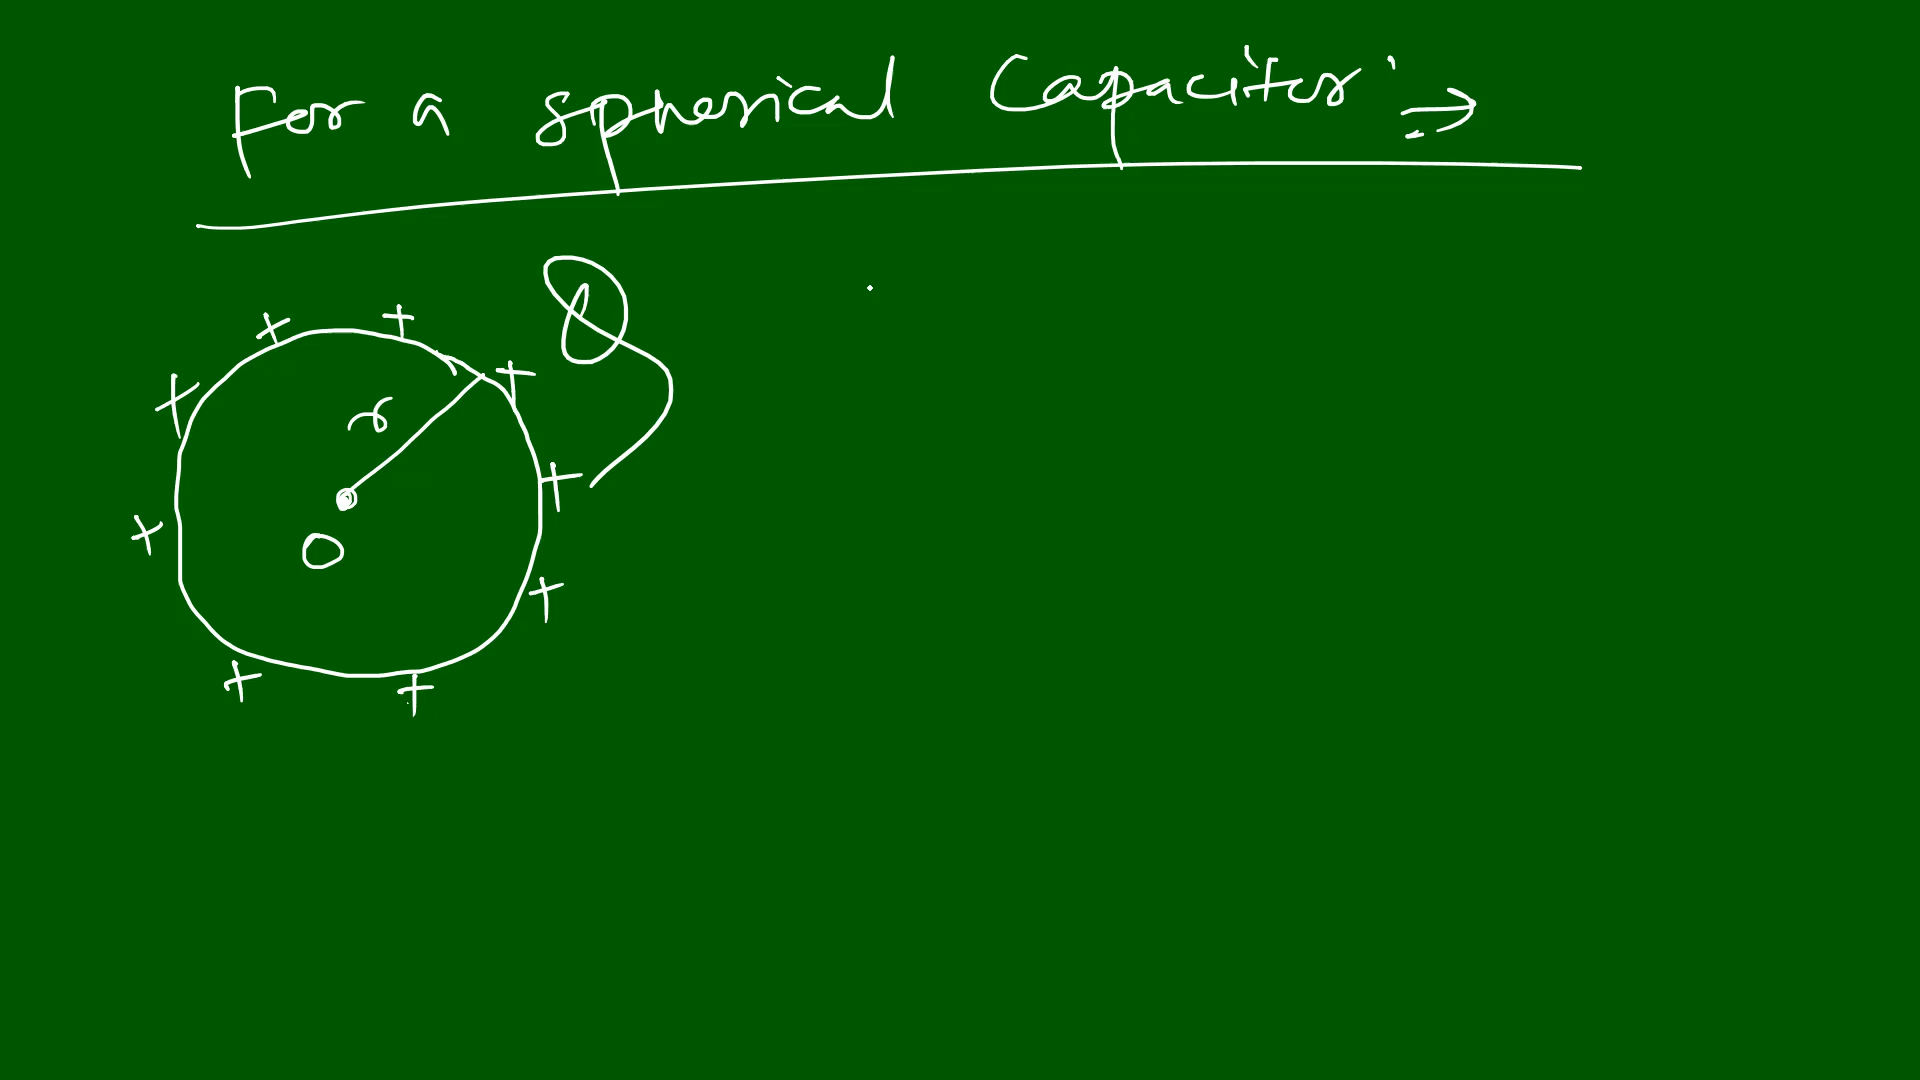 For a spherical Capacitor :⇒
Q
+ + + + + + + + + +
r
O